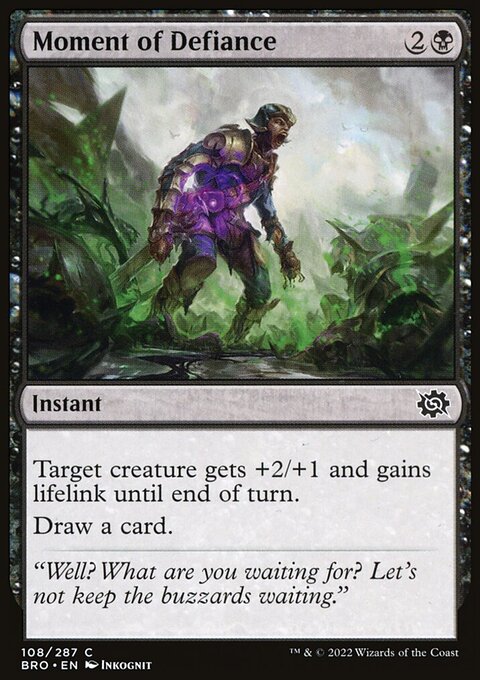 Moment of Defiance 2
Instant
Target creature gets +2/+1 and gains
lifelink until end of turn.
Draw a card.
“Well? What are you waiting for? Let’s
not keep the buzzards waiting.”
108/287 C
BRO • EN Inkognit
™ & © 2022 Wizards of the Coast